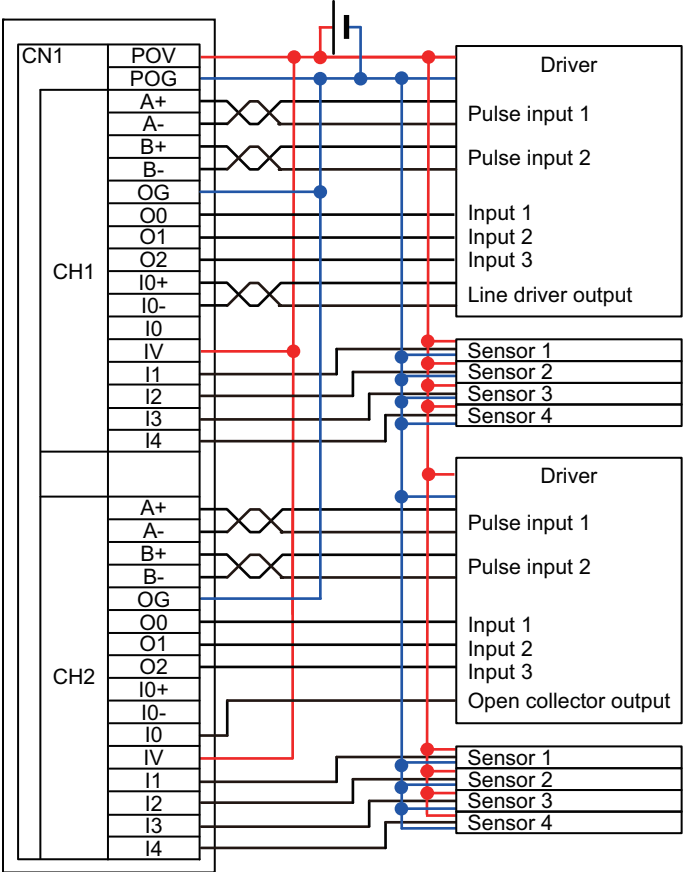 CN1
POV
POG
CH1
A+
A-
B+
B-
OG
O0
O1
O2
I0+
I0-
I0
IV
I1
I2
I3
I4
Driver
Pulse input 1
Pulse input 2
Input 1
Input 2
Input 3
Line driver output
Sensor 1
Sensor 2
Sensor 3
Sensor 4
CH2
A+
A-
B+
B-
OG
O0
O1
O2
I0+
I0-
I0
IV
I1
I2
I3
I4
Driver
Pulse input 1
Pulse input 2
Input 1
Input 2
Input 3
Open collector output
Sensor 1
Sensor 2
Sensor 3
Sensor 4